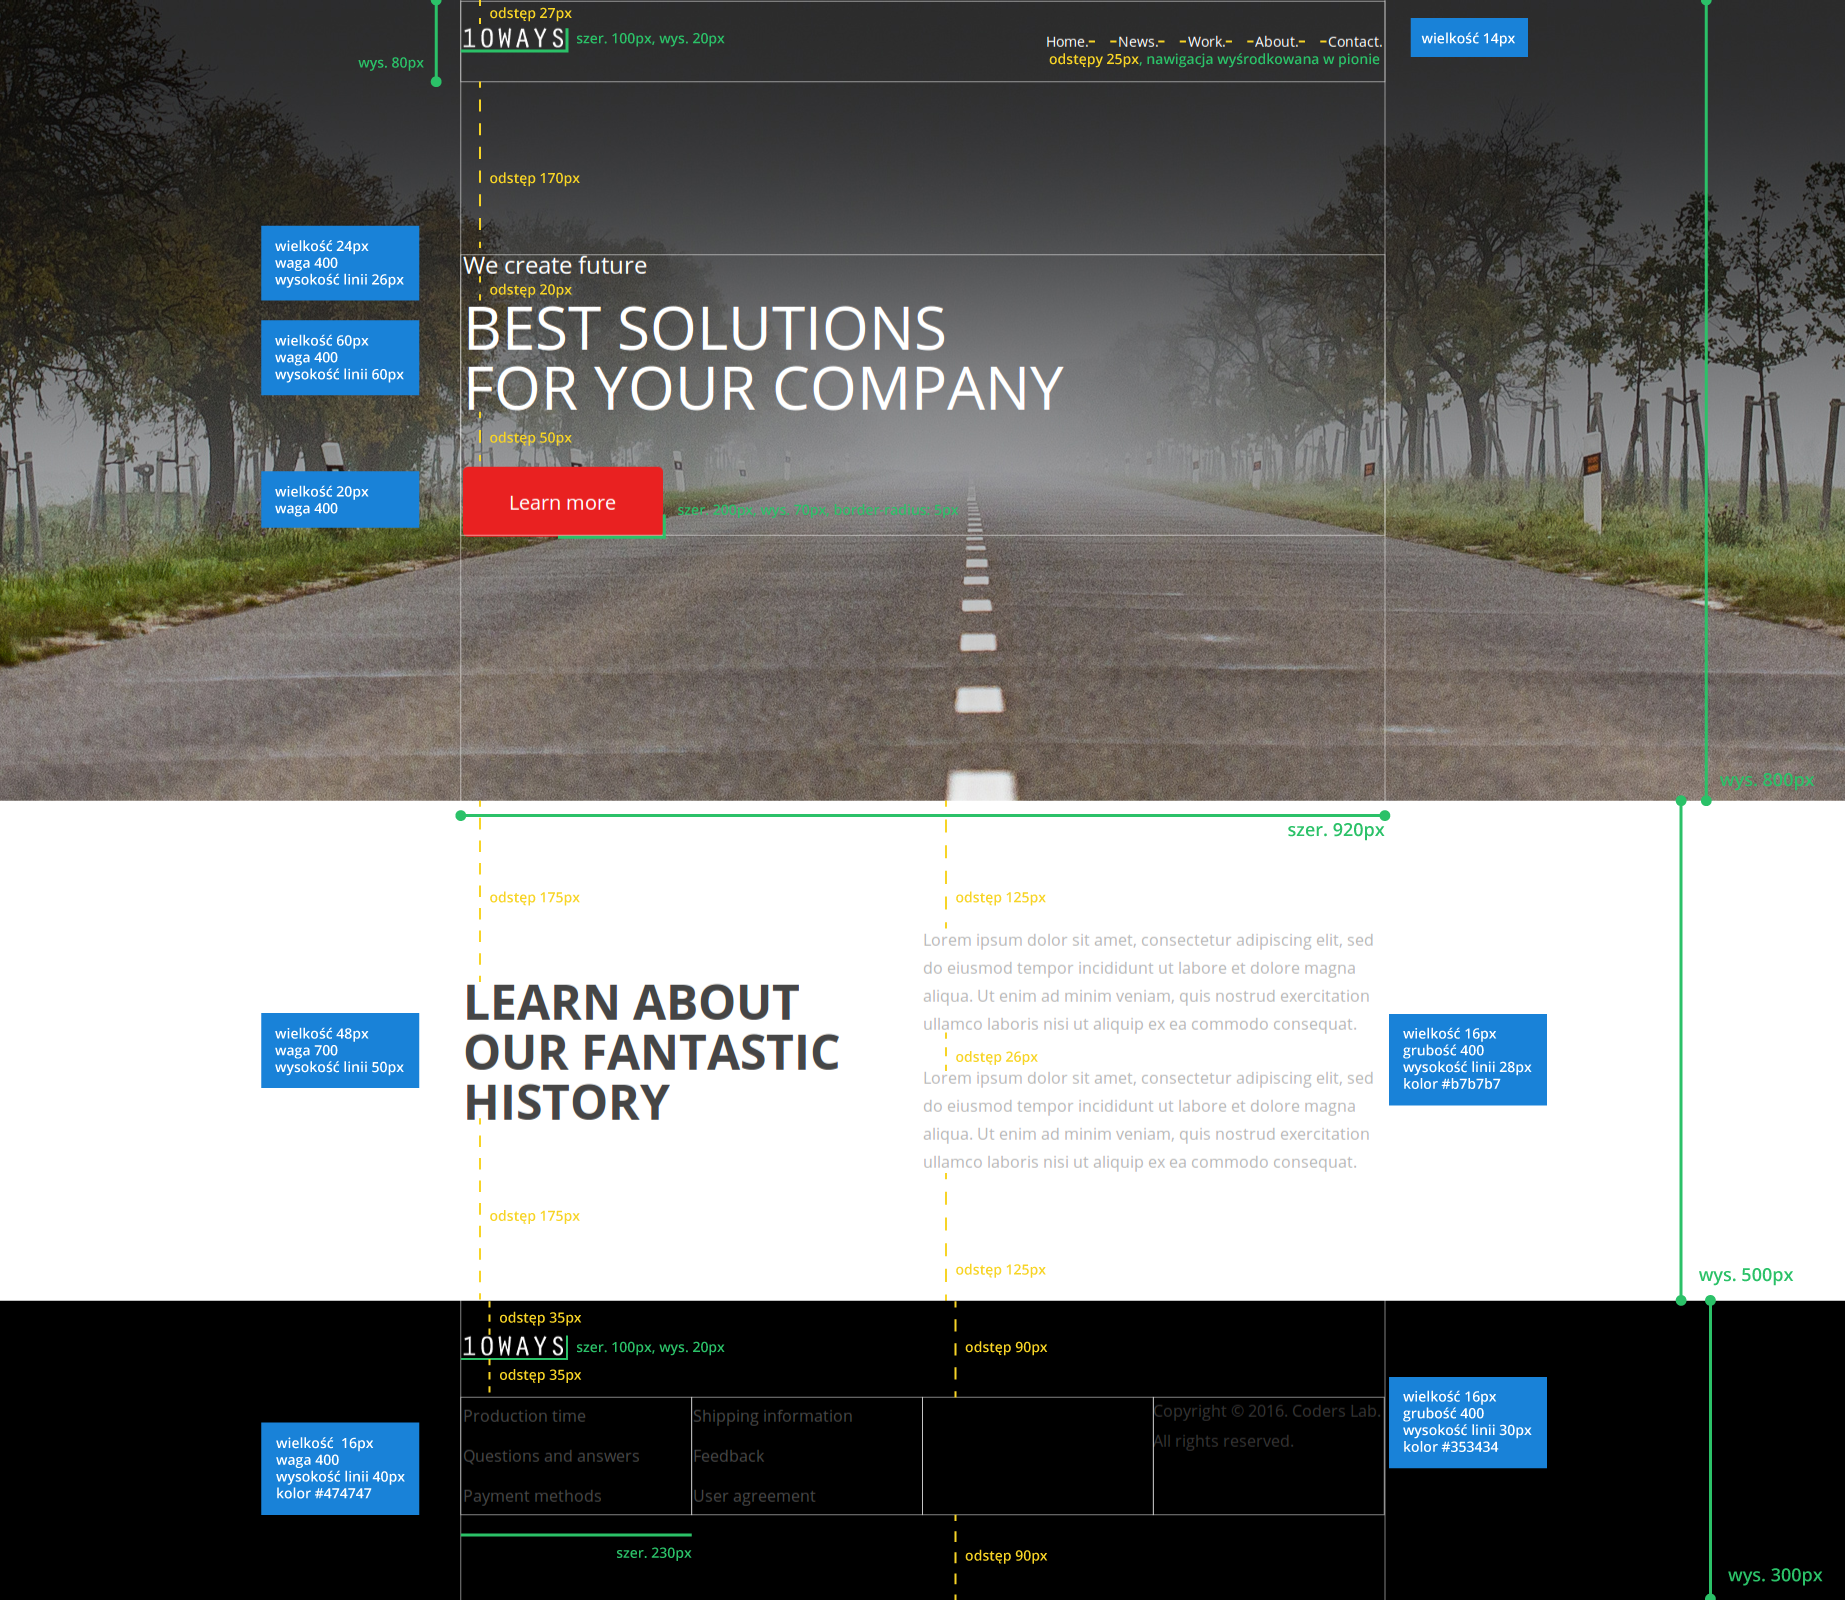 odstęp 27px
10WAYS szer. 100px, wys. 20px
wys. 80px
Home. News. Work. About. Contact.
odstępy 25px, nawigacja wyśrodkowana w pionie
wielkość 14px
odstęp 170px
wielkość 24px
waga 400
wysokość linii 26px
We create future
odstęp 20px
wielkość 60px
waga 400
wysokość linii 60px
BEST SOLUTIONS
FOR YOUR COMPANY
odstęp 50px
wielkość 20px
waga 400
Learn more
szer. 200px, wys. 70px, border-radius: 5px
wys. 800px
szer. 920px
odstęp 175px
odstęp 125px
wielkość 48px
waga 700
wysokość linii 50px
LEARN ABOUT
OUR FANTASTIC
HISTORY
Lorem ipsum dolor sit amet, consectetur adipiscing elit, sed
do eiusmod tempor incididunt ut labore et dolore magna
aliqua. Ut enim ad minim veniam, quis nostrud exercitation
ullamco laboris nisi ut aliquip ex ea commodo consequat.
odstęp 26px
Lorem ipsum dolor sit amet, consectetur adipiscing elit, sed
do eiusmod tempor incididunt ut labore et dolore magna
aliqua. Ut enim ad minim veniam, quis nostrud exercitation
ullamco laboris nisi ut aliquip ex ea commodo consequat.
wielkość 16px
grubość 400
wysokość linii 28px
kolor #b7b7b7
odstęp 175px
odstęp 125px
wys. 500px
odstęp 35px
10WAYS szer. 100px, wys. 20px
odstęp 35px
odstęp 90px
wielkość 16px
waga 400
wysokość linii 40px
kolor #474747
Production time
Questions and answers
Payment methods
Shipping information
Feedback
User agreement
Copyright © 2016. Coders Lab.
All rights reserved.
wielkość 16px
grubość 400
wysokość linii 30px
kolor #353434
szer. 230px
odstęp 90px
wys. 300px